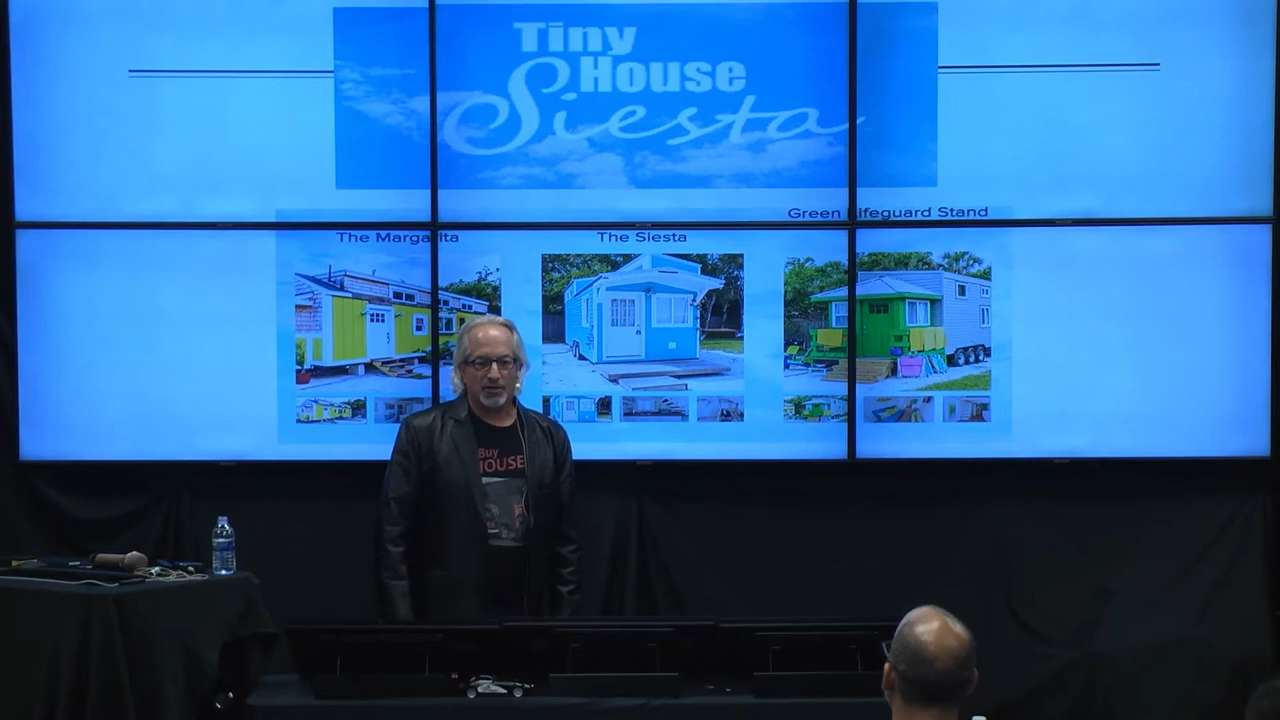 Tiny
House
Siesta
Green Lifeguard Stand
The Margarita
The Siesta
Buy
HOUSE